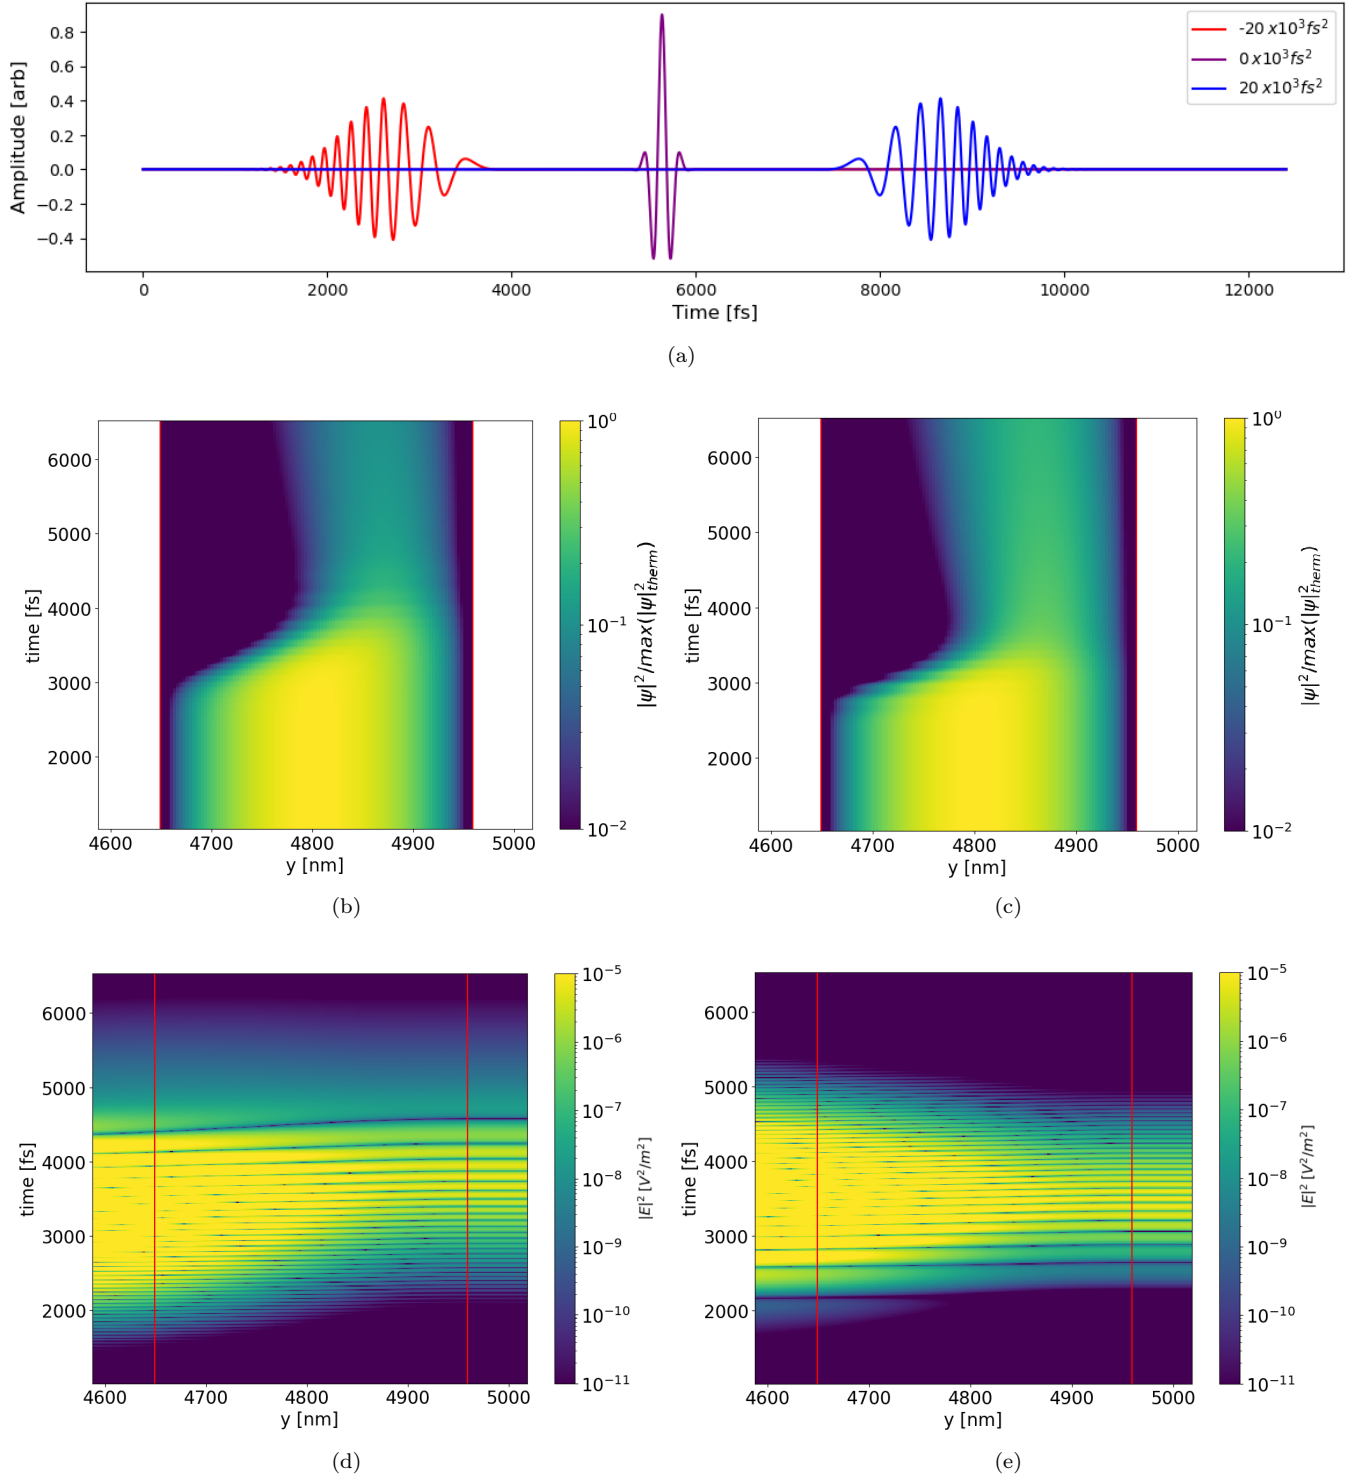 0.8
0.6
0.4
0.2
0.0
−0.2
−0.4
Amplitude [arb]
-20 x10³fs²
0 x10³fs²
20 x10³fs²
0 2000 4000 6000 8000 10000 12000
Time [fs]
(a)
6000
5000
4000
3000
2000
time [fs]
4600 4700 4800 4900 5000
y [nm]
10⁰
10⁻¹
10⁻²
|ψ|²/max(|ψ|²therm)
(b)
6000
5000
4000
3000
2000
time [fs]
4600 4700 4800 4900 5000
y [nm]
10⁰
10⁻¹
10⁻²
|ψ|²/max(|ψ|²therm)
(c)
6000
5000
4000
3000
2000
time [fs]
4600 4700 4800 4900 5000
y [nm]
10⁻⁵
10⁻⁶
10⁻⁷
10⁻⁸
10⁻⁹
10⁻¹⁰
10⁻¹¹
|E|² [V²/m²]
(d)
6000
5000
4000
3000
2000
time [fs]
4600 4700 4800 4900 5000
y [nm]
10⁻⁵
10⁻⁶
10⁻⁷
10⁻⁸
10⁻⁹
10⁻¹⁰
10⁻¹¹
|E|² [V²/m²]
(e)